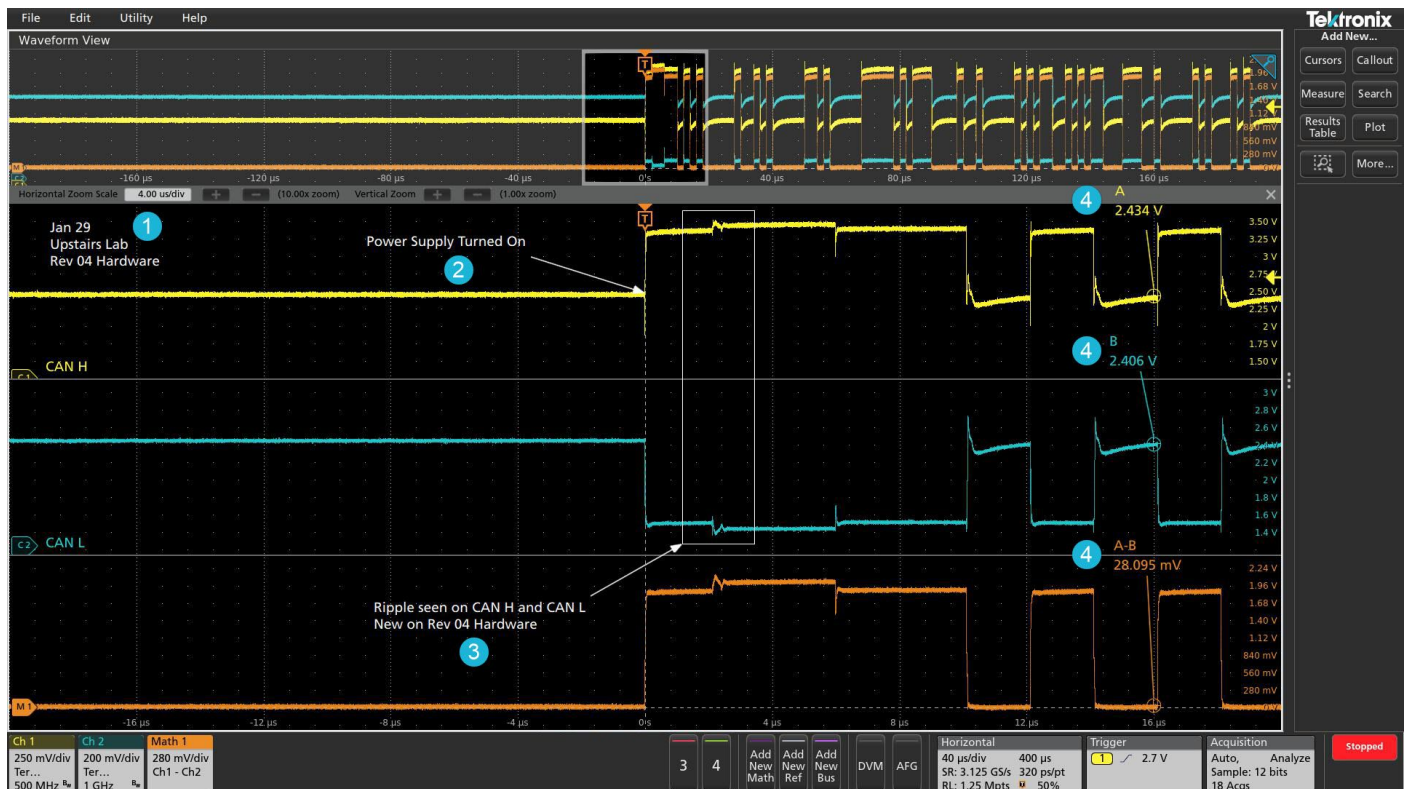 File Edit Utility Help
Tektronix
Waveform View
Add New...
Cursors Callout
Measure Search
Results Table Plot
More...
1.68 V
1.12 V
840 mV
560 mV
280 mV
-160 µs -120 µs -80 µs -40 µs 0 s 40 µs 80 µs 120 µs 160 µs
Horizontal Zoom Scale 4.00 us/div + - (10.00x zoom) Vertical Zoom + - (1.00x zoom)
T
Jan 29
Upstairs Lab
Rev 04 Hardware
1
Power Supply Turned On
2
4
A
2.434 V
3.50 V
3.25 V
3 V
2.75 V
2.50 V
2.25 V
2 V
1.75 V
1.50 V
CAN H
C1
4
B
2.406 V
3 V
2.8 V
2.6 V
2.4 V
2.2 V
2 V
1.8 V
1.6 V
1.4 V
C2 CAN L
4
A-B
28.095 mV
2.24 V
1.96 V
1.68 V
1.40 V
1.12 V
840 mV
560 mV
280 mV
Ripple seen on CAN H and CAN L
New on Rev 04 Hardware
3
M 1
-16 µs -12 µs -8 µs -4 µs 0 s 4 µs 8 µs 12 µs 16 µs
Ch 1
250 mV/div
Ter...
500 MHz
Ch 2
200 mV/div
Ter...
1 GHz
Math 1
280 mV/div
Ch1 - Ch2
3 4
Add New Math
Add New Ref
Add New Bus
DVM AFG
Horizontal
40 µs/div 400 µs
SR: 3.125 GS/s 320 ps/pt
RL: 1.25 Mpts 50%
Trigger
1 2.7 V
Acquisition
Auto, Analyze
Sample: 12 bits
18 Acqs
Stopped